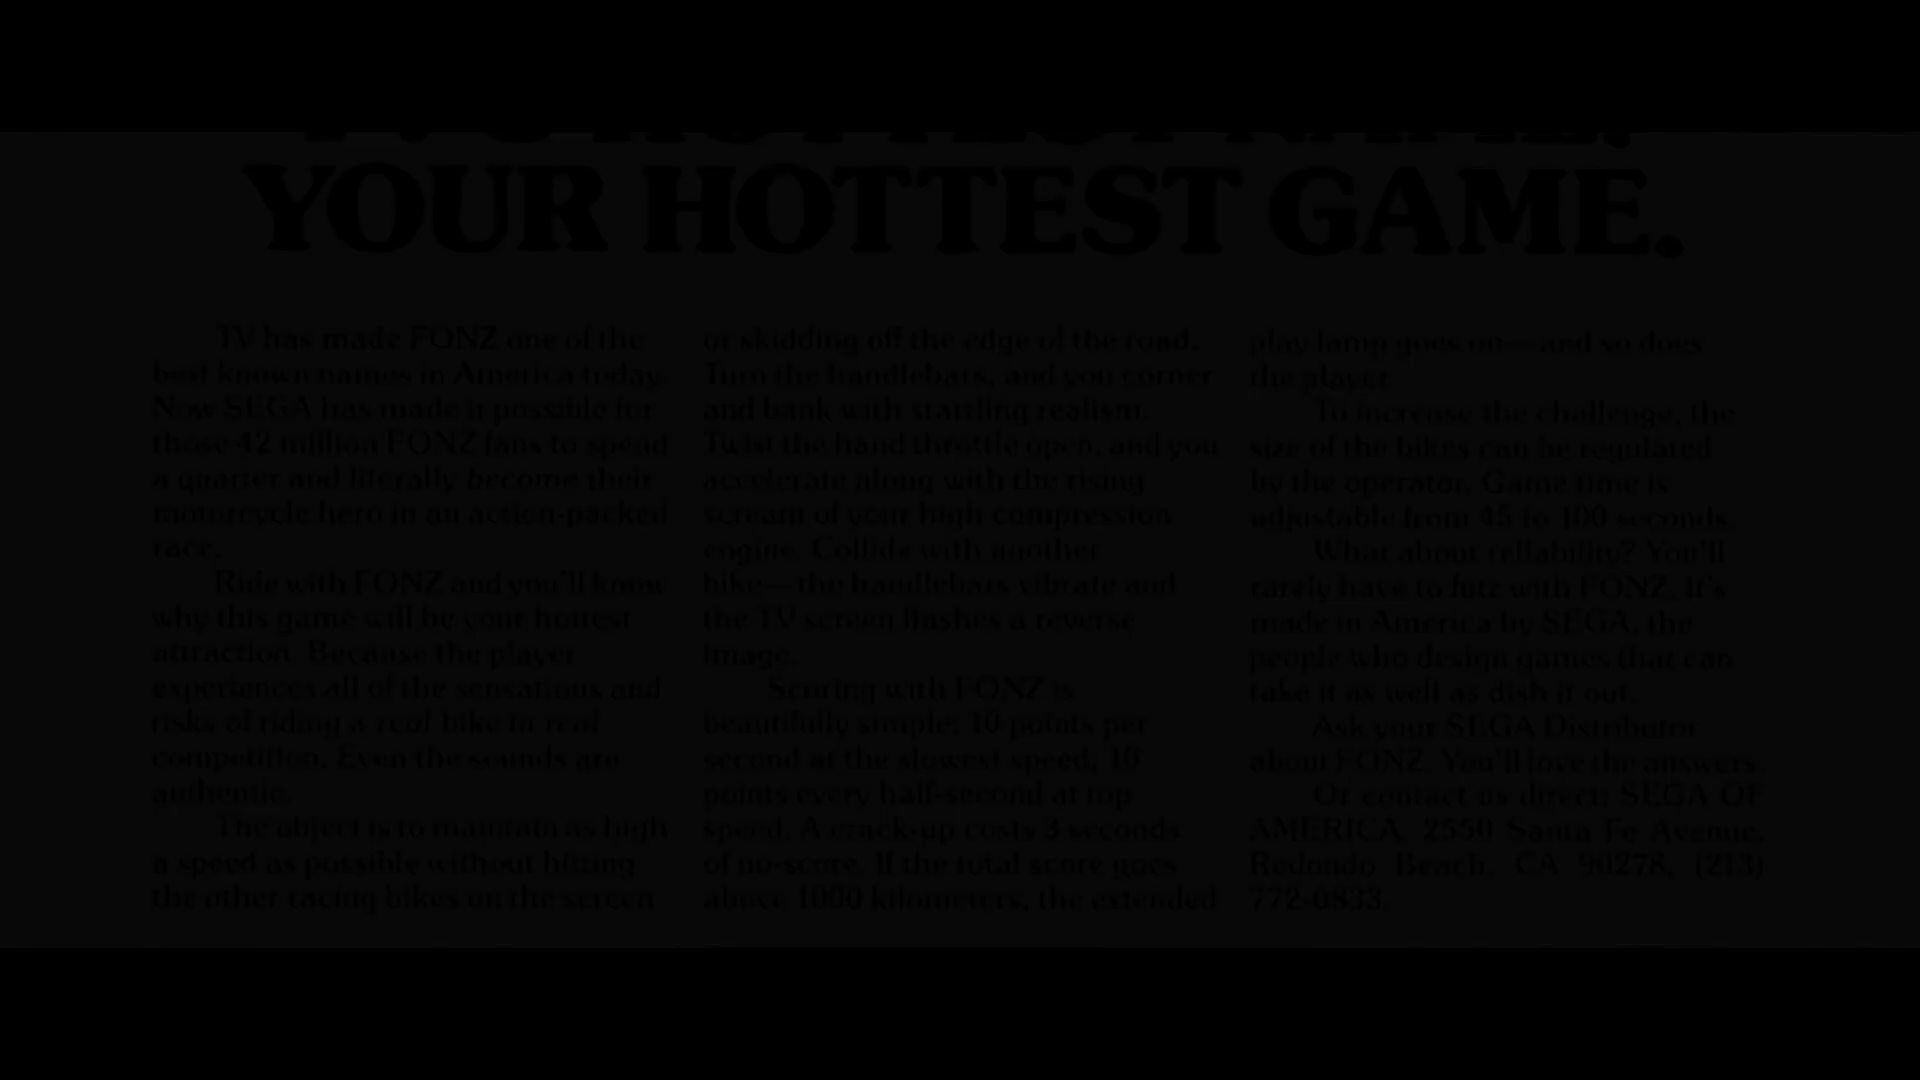 TV'S HOTTEST NAME.
YOUR HOTTEST GAME.
TV has made FONZ one of the
best known names in America today.
Now SEGA has made it possible for
those 42 million FONZ fans to spend
a quarter and literally become their
motorcycle hero in an action-packed
race.
Ride with FONZ and you'll know
why this game will be your hottest
attraction. Because the player
experiences all of the sensations and
risks of riding a real bike in real
competition. Even the sounds are
authentic.
The object is to maintain as high
a speed as possible without hitting
the other racing bikes on the screen
or skidding off the edge of the road.
Turn the handlebars, and you corner
and bank with startling realism.
Twist the hand throttle open, and you
accelerate along with the rising
scream of your high compression
engine. Collide with another
bike—the handlebars vibrate and
the TV screen flashes a reverse
image.
Scoring with FONZ is
beautifully simple: 10 points per
second at the slowest speed, 10
points every half-second at top
speed. A crack-up costs 3 seconds
of no-score. If the total score goes
above 1000 kilometers, the extended
play lamp goes on—and so does
the player.
To increase the challenge, the
size of the bikes can be regulated
by the operator. Game time is
adjustable from 45 to 100 seconds.
What about reliability? You'll
rarely have to futz with FONZ. It's
made in America by SEGA, the
people who design games that can
take it as well as dish it out.
Ask your SEGA Distributor
about FONZ. You'll love the answers.
Or contact us direct: SEGA OF
AMERICA, 2550 Santa Fe Avenue,
Redondo Beach, CA 90278, (213)
772-0833.